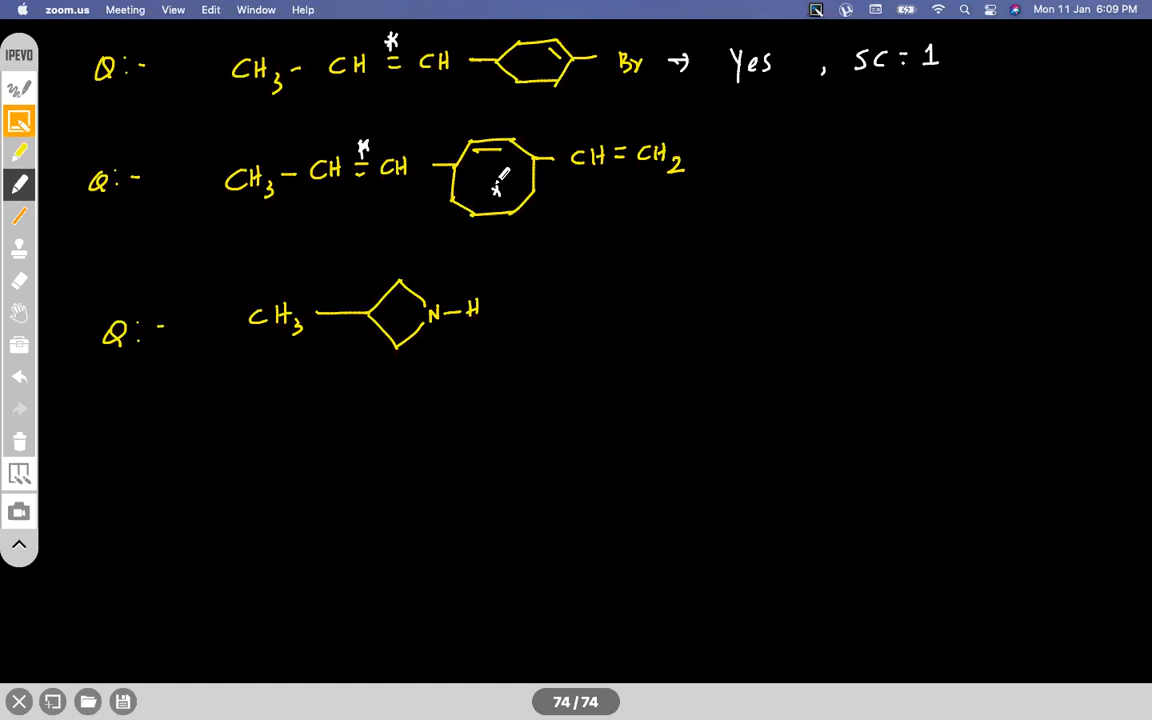 zoom.us Meeting View Edit Window Help Mon 11 Jan 6:09 PM
IPEVO
Q:- CH3- CH = CH Br → Yes , SC = 1
Q:- CH3 - CH = CH CH = CH2
Q:- CH3 N-H
74 / 74